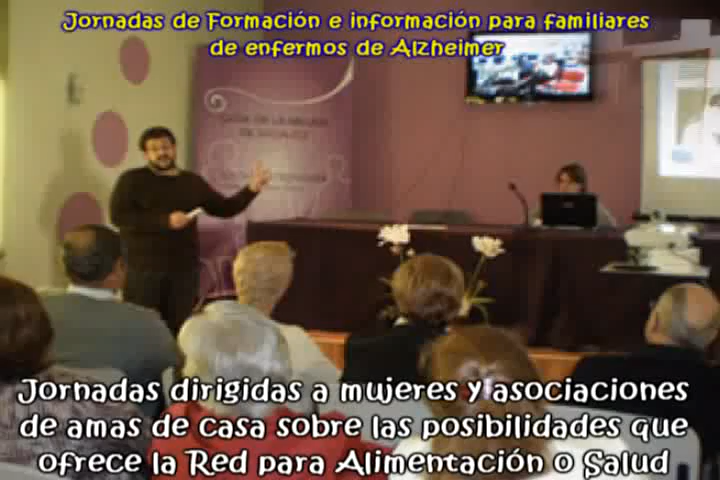 Jornadas de Formación e información para familiares
de enfermos de Alzheimer
Jornadas dirigidas a mujeres y asociaciones
de amas de casa sobre las posibilidades que
ofrece la Red para Alimentación o Salud